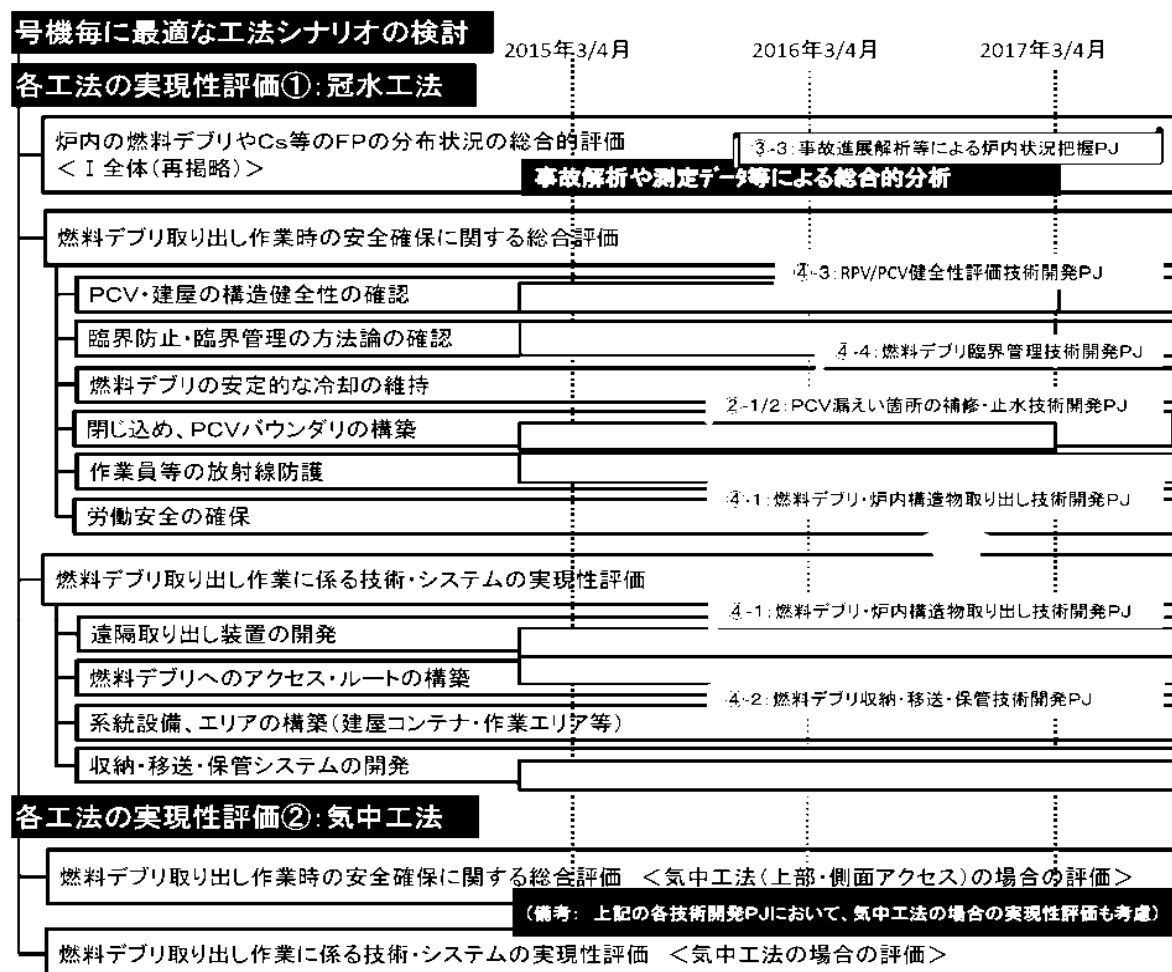 号機毎に最適な工法シナリオの検討
2015年3/4月
2016年3/4月
2017年3/4月
各工法の実現性評価①：冠水工法
炉内の燃料デブリやCs等のFPの分布状況の総合的評価
＜Ⅰ全体（再掲略）＞
③-3：事故進展解析等による炉内状況把握PJ
事故解析や測定データ等による総合的分析
燃料デブリ取り出し作業時の安全確保に関する総合評価
④-3：RPV/PCV健全性評価技術開発PJ
PCV・建屋の構造健全性の確認
臨界防止・臨界管理の方法論の確認
④-4：燃料デブリ臨界管理技術開発PJ
燃料デブリの安定的な冷却の維持
②-1/2：PCV漏えい箇所の補修・止水技術開発PJ
閉じ込め、PCVバウンダリの構築
作業員等の放射線防護
④-1：燃料デブリ・炉内構造物取り出し技術開発PJ
労働安全の確保
燃料デブリ取り出し作業に係る技術・システムの実現性評価
④-1：燃料デブリ・炉内構造物取り出し技術開発PJ
遠隔取り出し装置の開発
燃料デブリへのアクセス・ルートの構築
④-2：燃料デブリ収納・移送・保管技術開発PJ
系統設備、エリアの構築（建屋コンテナ・作業エリア等）
収納・移送・保管システムの開発
各工法の実現性評価②：気中工法
燃料デブリ取り出し作業時の安全確保に関する総合評価 ＜気中工法（上部・側面アクセス）の場合の評価＞
（備考： 上記の各技術開発PJにおいて、気中工法の場合の実現性評価も考慮）
燃料デブリ取り出し作業に係る技術・システムの実現性評価 ＜気中工法の場合の評価＞